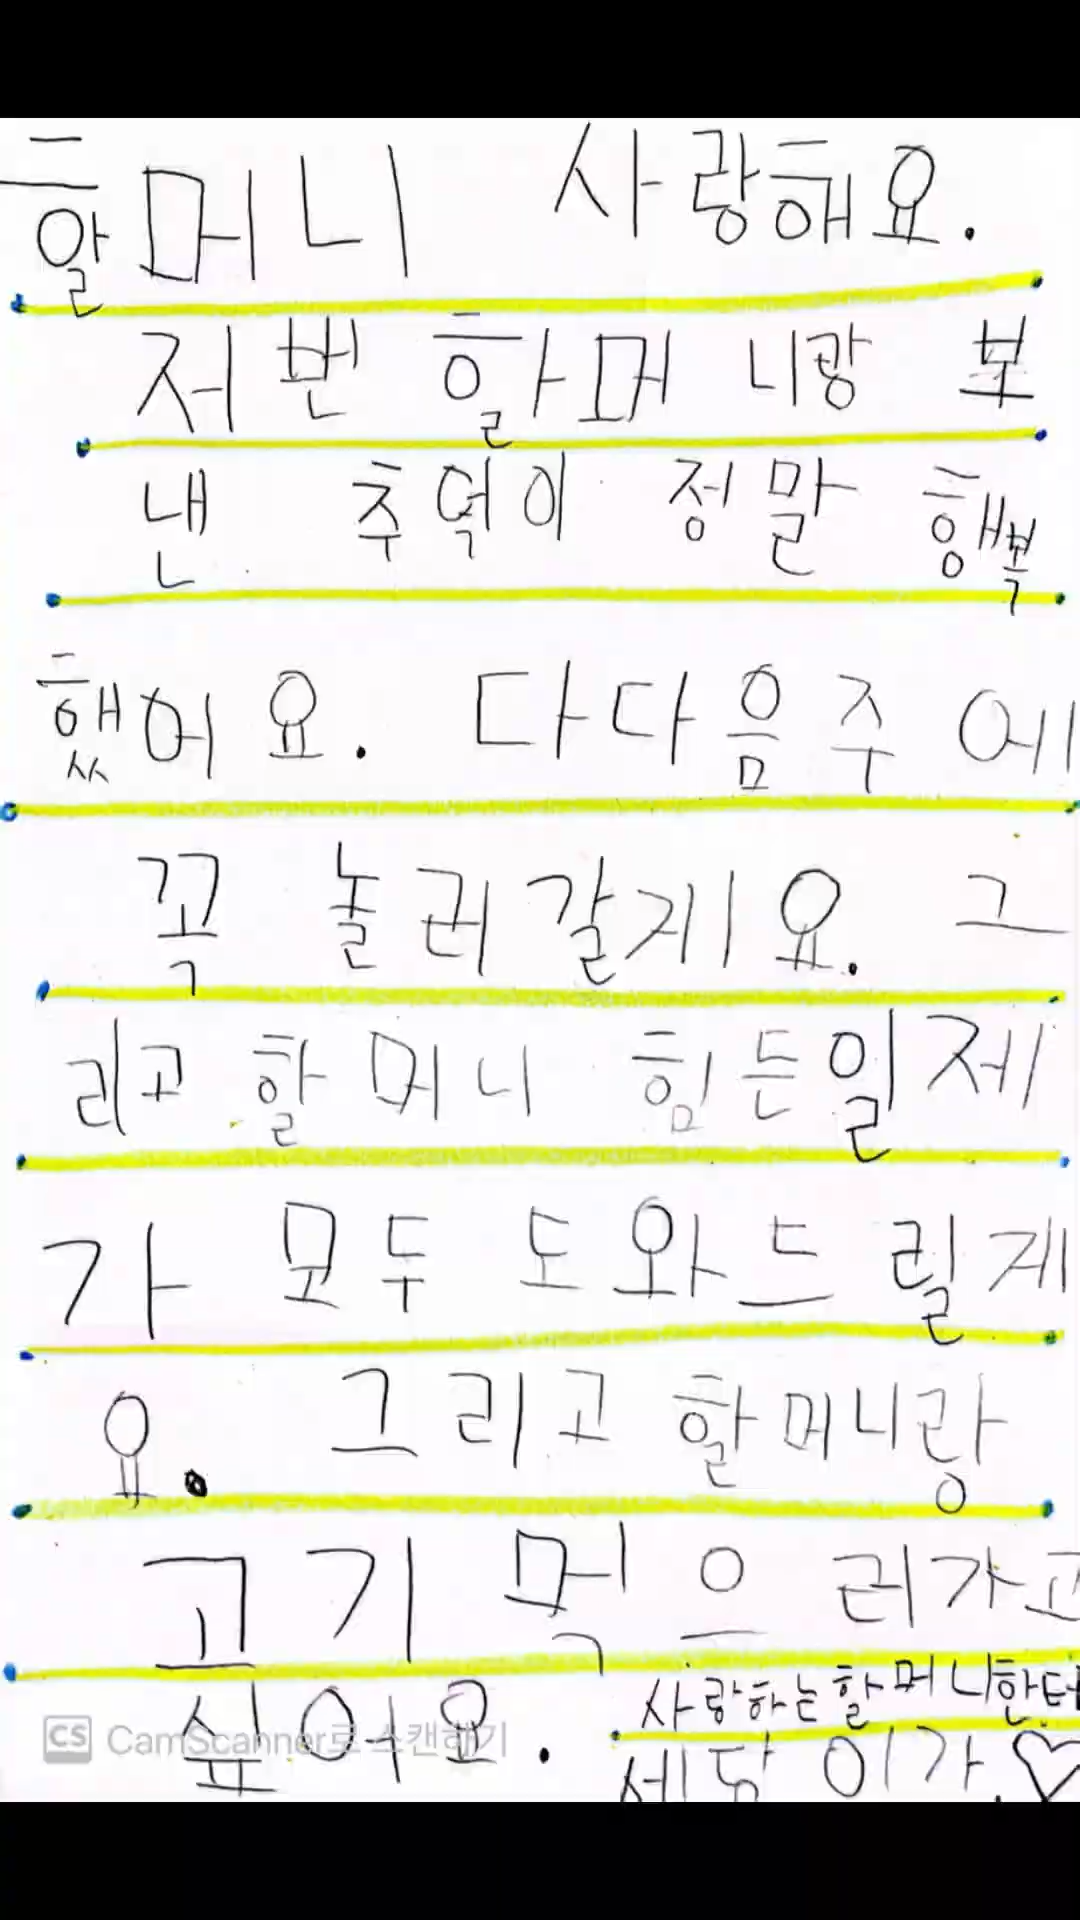 할머니 사랑해요.
저번 할머니랑 보
낸 추억이 정말 행복
했어요. 다다음주에
꼭 놀러갈게요. 그
리고 할머니 힘든일 제
가 모두 도와드릴게
요. 그리고 할머니랑
고기 먹으러가고
싶어요.
사랑하는할머니한테
이가.♡
CS CamScanner로 스캔하기